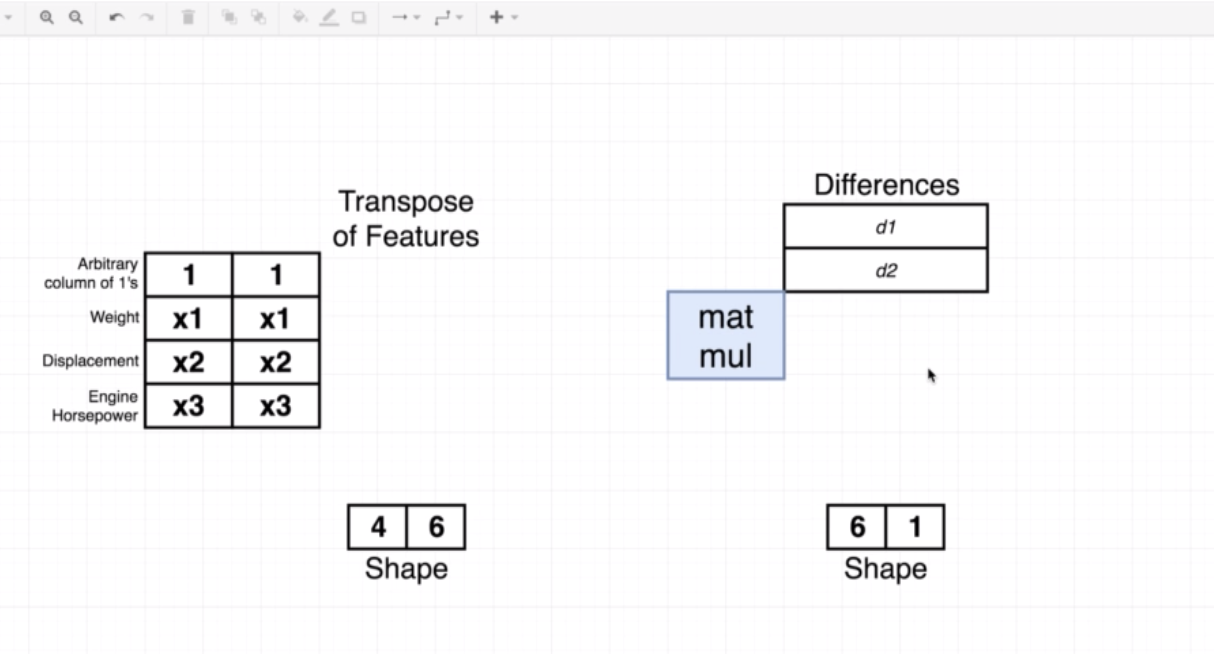 Transpose
of Features
Differences
d1
d2
Arbitrary
column of 1's
1 1
Weight
x1 x1
Displacement
x2 x2
Engine
Horsepower
x3 x3
mat
mul
4 6
Shape
6 1
Shape